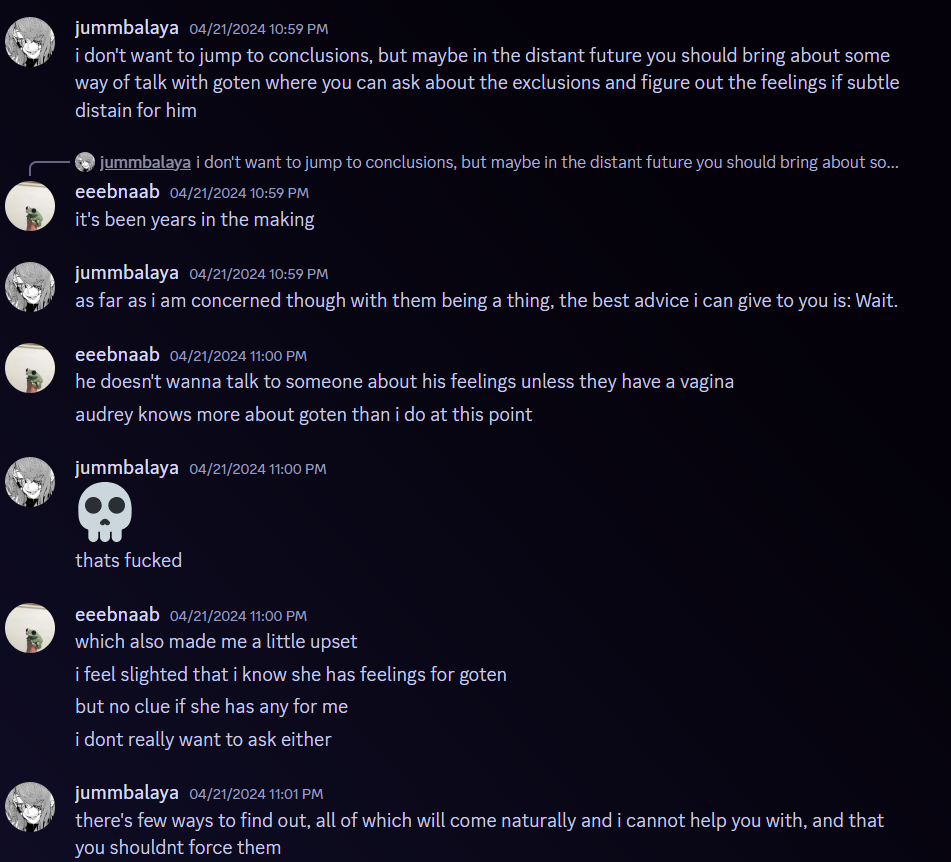 jummbalaya 04/21/2024 10:59 PM
i don't want to jump to conclusions, but maybe in the distant future you should bring about some
way of talk with goten where you can ask about the exclusions and figure out the feelings if subtle
distain for him
jummbalaya i don't want to jump to conclusions, but maybe in the distant future you should bring about so...
eeebnaab 04/21/2024 10:59 PM
it's been years in the making
jummbalaya 04/21/2024 10:59 PM
as far as i am concerned though with them being a thing, the best advice i can give to you is: Wait.
eeebnaab 04/21/2024 11:00 PM
he doesn't wanna talk to someone about his feelings unless they have a vagina
audrey knows more about goten than i do at this point
jummbalaya 04/21/2024 11:00 PM
thats fucked
eeebnaab 04/21/2024 11:00 PM
which also made me a little upset
i feel slighted that i know she has feelings for goten
but no clue if she has any for me
i dont really want to ask either
jummbalaya 04/21/2024 11:01 PM
there's few ways to find out, all of which will come naturally and i cannot help you with, and that
you shouldnt force them